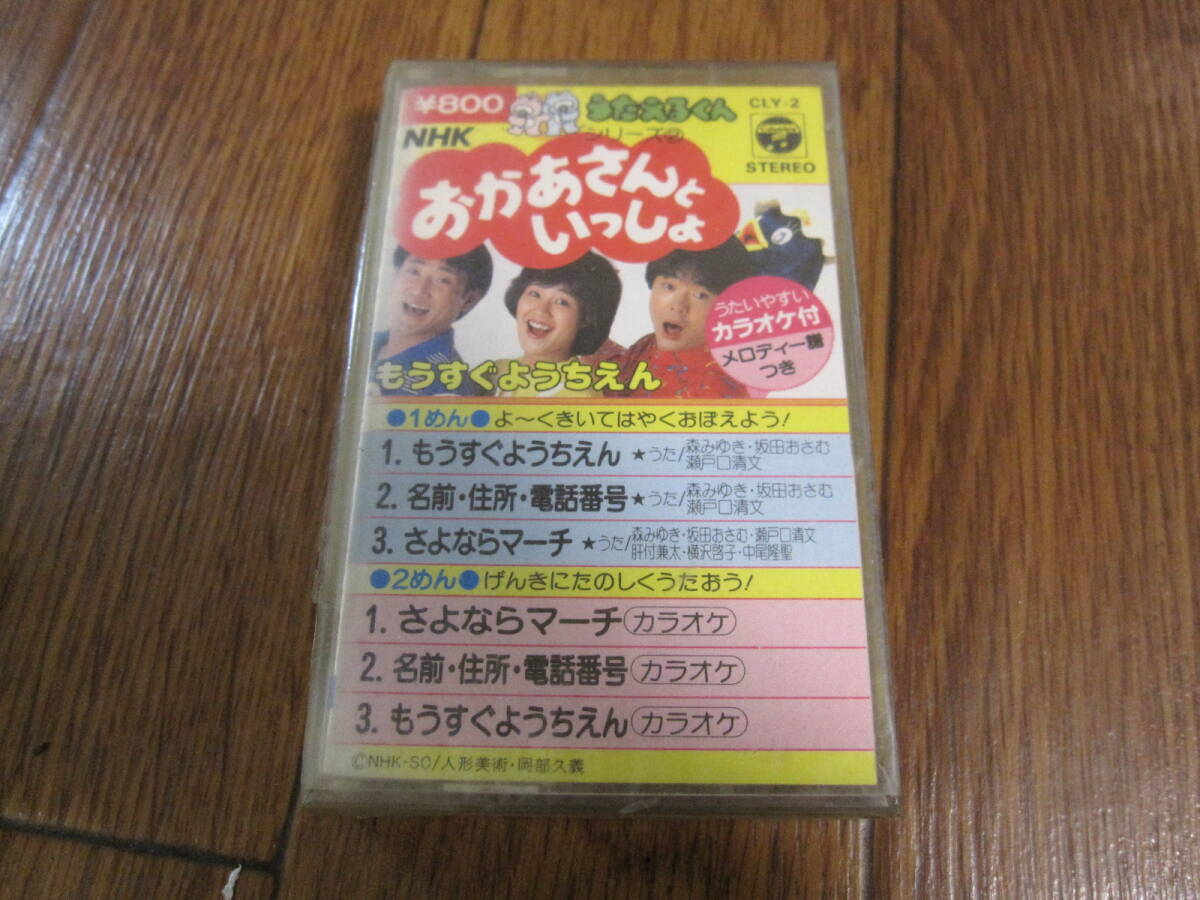 ¥800
うた・えるくん
CLY-2
NHK
シリーズ②
STEREO
おかあさんと
いっしょ
うたいやすい
カラオケ付
メロディー譜
つき
もうすぐようちえん
●1めん● よ〜くきいてはやくおぼえよう!
1. もうすぐようちえん ★うた/森みゆき・坂田おさむ
瀬戸口清文
2. 名前・住所・電話番号 ★うた/森みゆき・坂田おさむ
瀬戸口清文
3. さよならマーチ ★うた/森みゆき・坂田おさむ・瀬戸口清文
肝付兼太・横沢啓子・中尾隆聖
●2めん● げんきにたのしくうたおう!
1. さよならマーチ(カラオケ)
2. 名前・住所・電話番号(カラオケ)
3. もうすぐようちえん(カラオケ)
©NHK・SC/人形美術・岡部久義